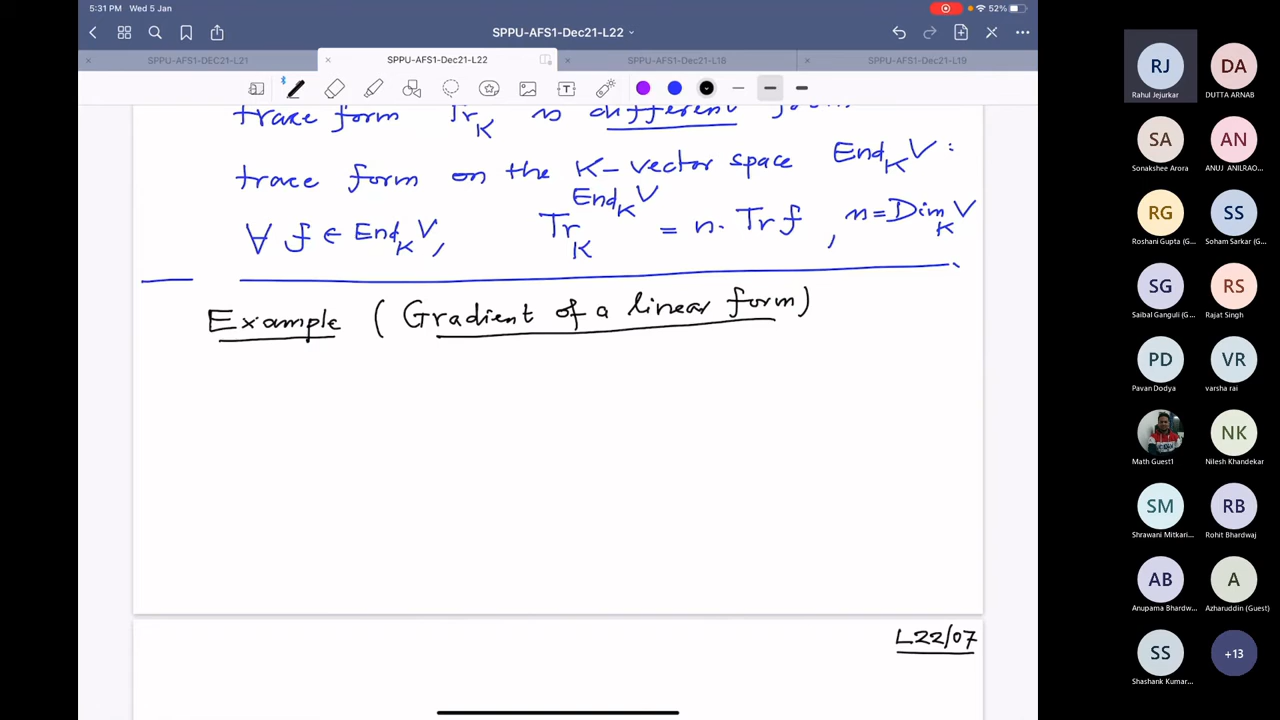 5:31 PM Wed 5 Jan
52%
SPPU-AFS1-Dec21-L22
SPPU-AFS1-DEC21-L21
SPPU-AFS1-Dec21-L22
SPPU-AFS1-Dec21-L18
SPPU-AFS1-Dec21-L19
trace form Tr_K is different from
trace form on the K-vector space End_K V :
∀ f ∈ End_K V, Tr_K^{End_K V} = n. Tr f, n = Dim_K V
Example ( Gradient of a linear form )
L22/07
RJ
Rahul Jejurkar
DA
DUTTA ARNAB
SA
Sonakshee Arora
AN
ANUJ ANILRAO...
RG
Roshani Gupta (G...
SS
Soham Sarkar (G...
SG
Saibal Ganguli (G...
RS
Rajat Singh
PD
Pavan Dodya
VR
varsha rai
Math Guest1
NK
Nilesh Khandekar
SM
Shrawani Mitkari...
RB
Rohit Bhardwaj
AB
Anupama Bhardw...
A
Azharuddin (Guest)
SS
Shashank Kumar...
+13